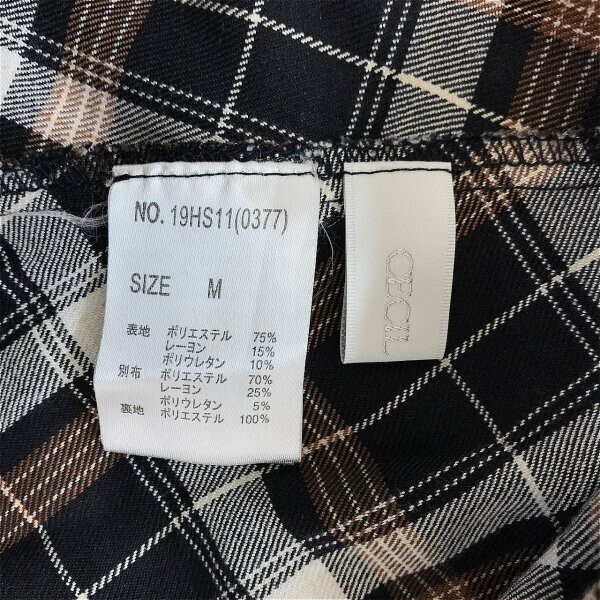 NO. 19HS11(0377)
SIZE M
表地 ポリエステル 75%
レーヨン 15%
ポリウレタン 10%
別布 ポリエステル 70%
レーヨン 25%
ポリウレタン 5%
裏地 ポリエステル 100%
CECIL